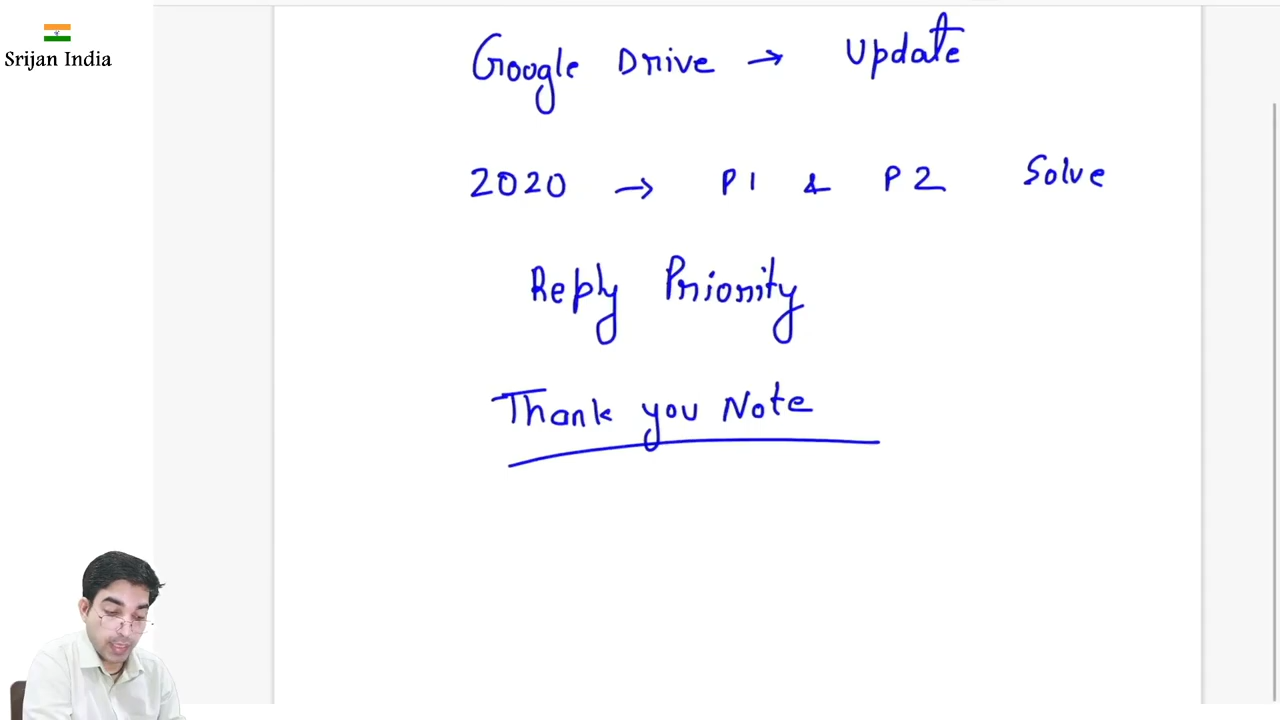 Srijan India
Google Drive → Update
2020 → P1 & P2 Solve
Reply Priority
Thank you Note